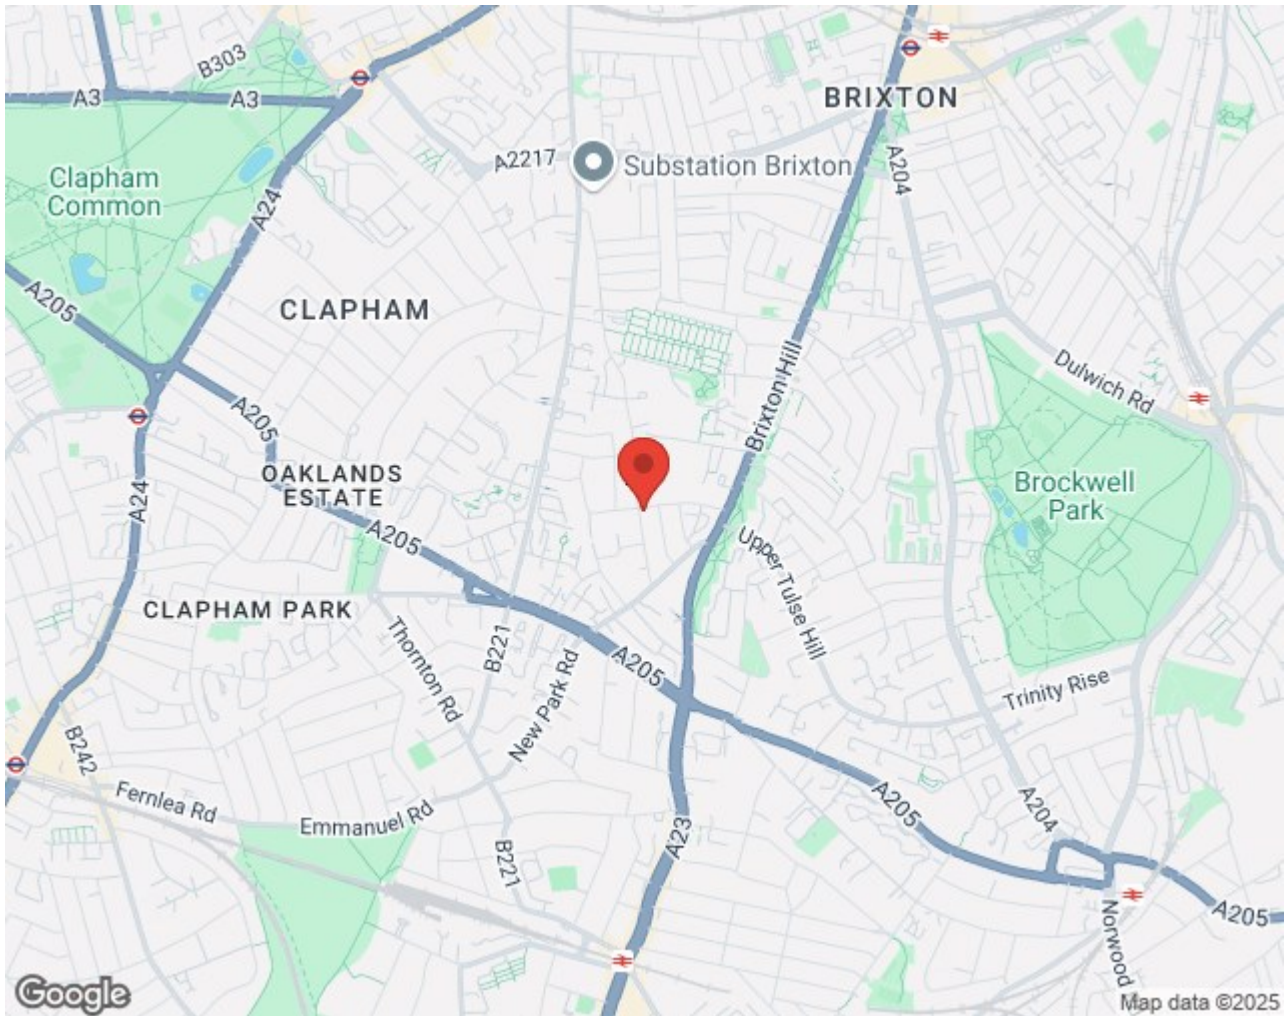 B303
A3
A3
BRIXTON
A2217
Substation Brixton
A204
Clapham
Common
A24
A205
CLAPHAM
Brixton Hill
Dulwich Rd
A205
OAKLANDS
ESTATE
A24
Brockwell
Park
A205
Upper Tulse Hill
CLAPHAM PARK
Thornton Rd
B221
New Park Rd
A205
Trinity Rise
B242
Fernlea Rd
Emmanuel Rd
A205
A204
A23
B221
A205
Norwood
Google
Map data ©2025